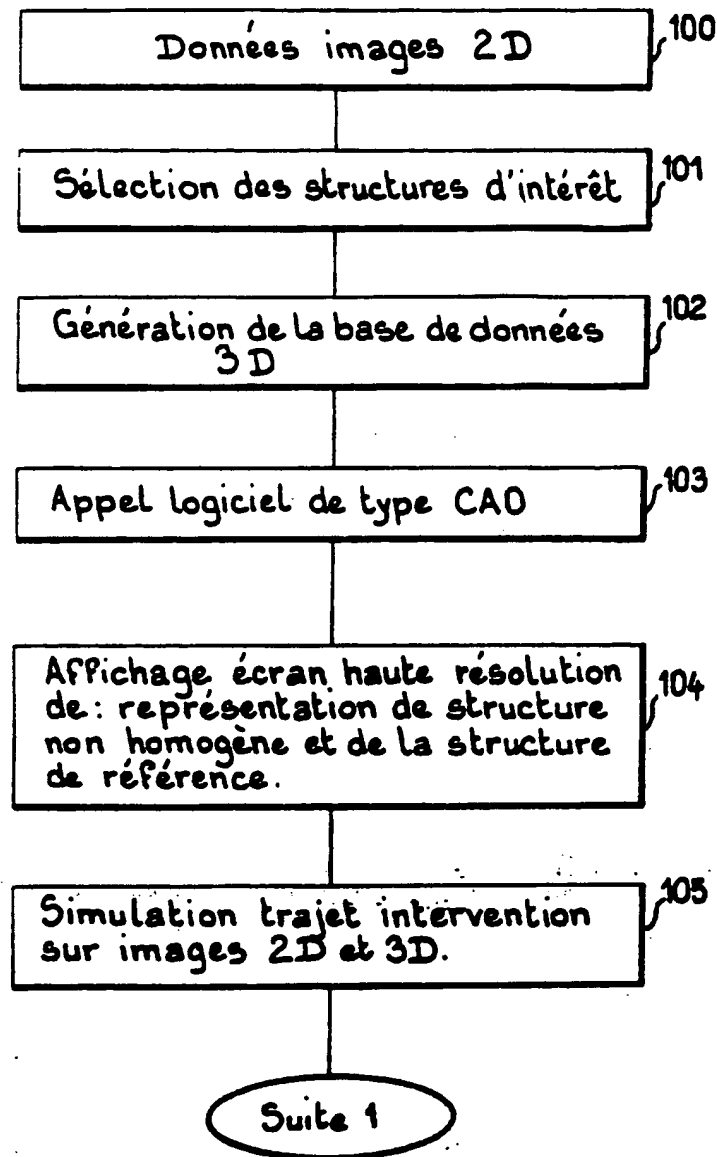 Données images 2D
100
Sélection des structures d'intérêt
101
Génération de la base de données
3D
102
Appel logiciel de type CAO
103
Affichage écran haute résolution
de: représentation de structure
non homogène et de la structure
de référence.
104
Simulation trajet intervention
sur images 2D et 3D.
105
Suite 1